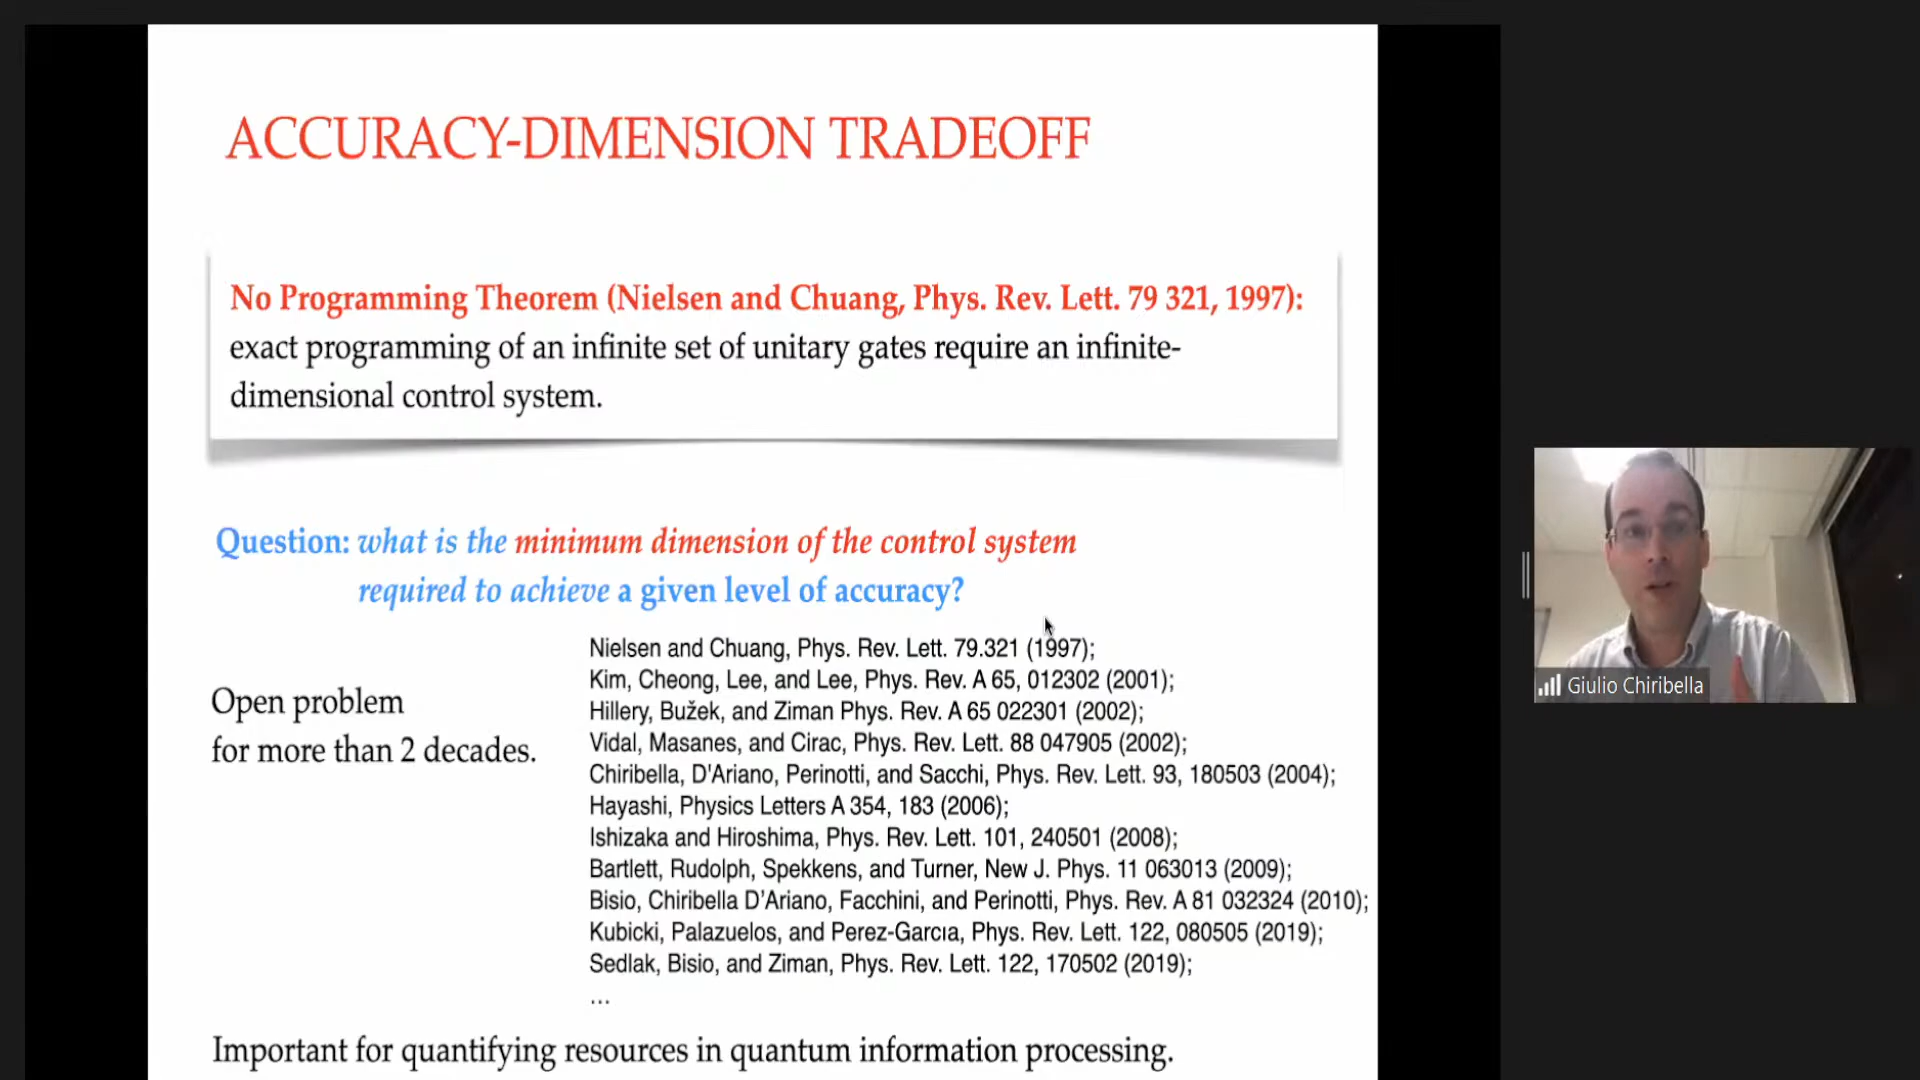 ACCURACY-DIMENSION TRADEOFF
No Programming Theorem (Nielsen and Chuang, Phys. Rev. Lett. 79 321, 1997):
exact programming of an infinite set of unitary gates require an infinite-
dimensional control system.
Question: what is the minimum dimension of the control system
required to achieve a given level of accuracy?
Open problem
for more than 2 decades.
Nielsen and Chuang, Phys. Rev. Lett. 79.321 (1997);
Kim, Cheong, Lee, and Lee, Phys. Rev. A 65, 012302 (2001);
Hillery, Bužek, and Ziman Phys. Rev. A 65 022301 (2002);
Vidal, Masanes, and Cirac, Phys. Rev. Lett. 88 047905 (2002);
Chiribella, D'Ariano, Perinotti, and Sacchi, Phys. Rev. Lett. 93, 180503 (2004);
Hayashi, Physics Letters A 354, 183 (2006);
Ishizaka and Hiroshima, Phys. Rev. Lett. 101, 240501 (2008);
Bartlett, Rudolph, Spekkens, and Turner, New J. Phys. 11 063013 (2009);
Bisio, Chiribella D’Ariano, Facchini, and Perinotti, Phys. Rev. A 81 032324 (2010);
Kubicki, Palazuelos, and Perez-Garcıa, Phys. Rev. Lett. 122, 080505 (2019);
Sedlak, Bisio, and Ziman, Phys. Rev. Lett. 122, 170502 (2019);
...
Important for quantifying resources in quantum information processing.
Giulio Chiribella